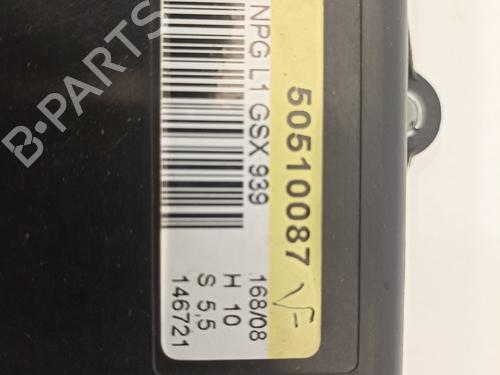 50510087
NPG L1 GSX 939
168/08
H 10
S 5,5
146721
B-PARTS